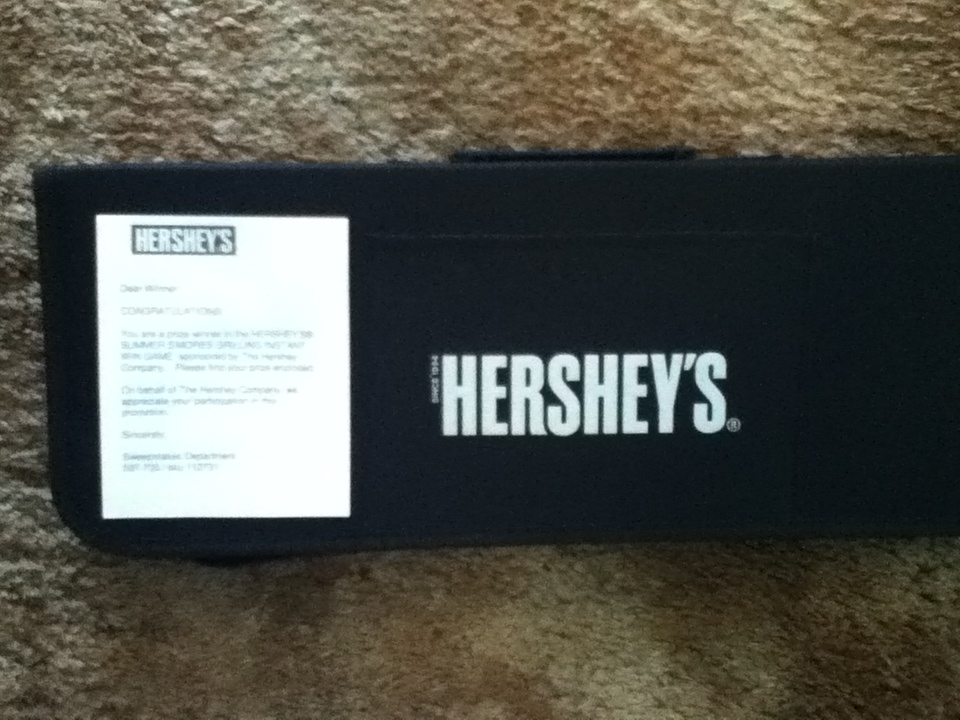 HERSHEY'S
Dear Winner
CONGRATULATIONS
You are a prize winner in the HERSHEY'S®
SUMMER S'MORES GRILLING INSTANT
WIN GAME sponsored by The Hershey
Company. Please find your prize enclosed.
On behalf of The Hershey Company, we
appreciate your participation in this
promotion.
Sincerely,
Sweepstakes Department
SINCE 1894
HERSHEY'S®